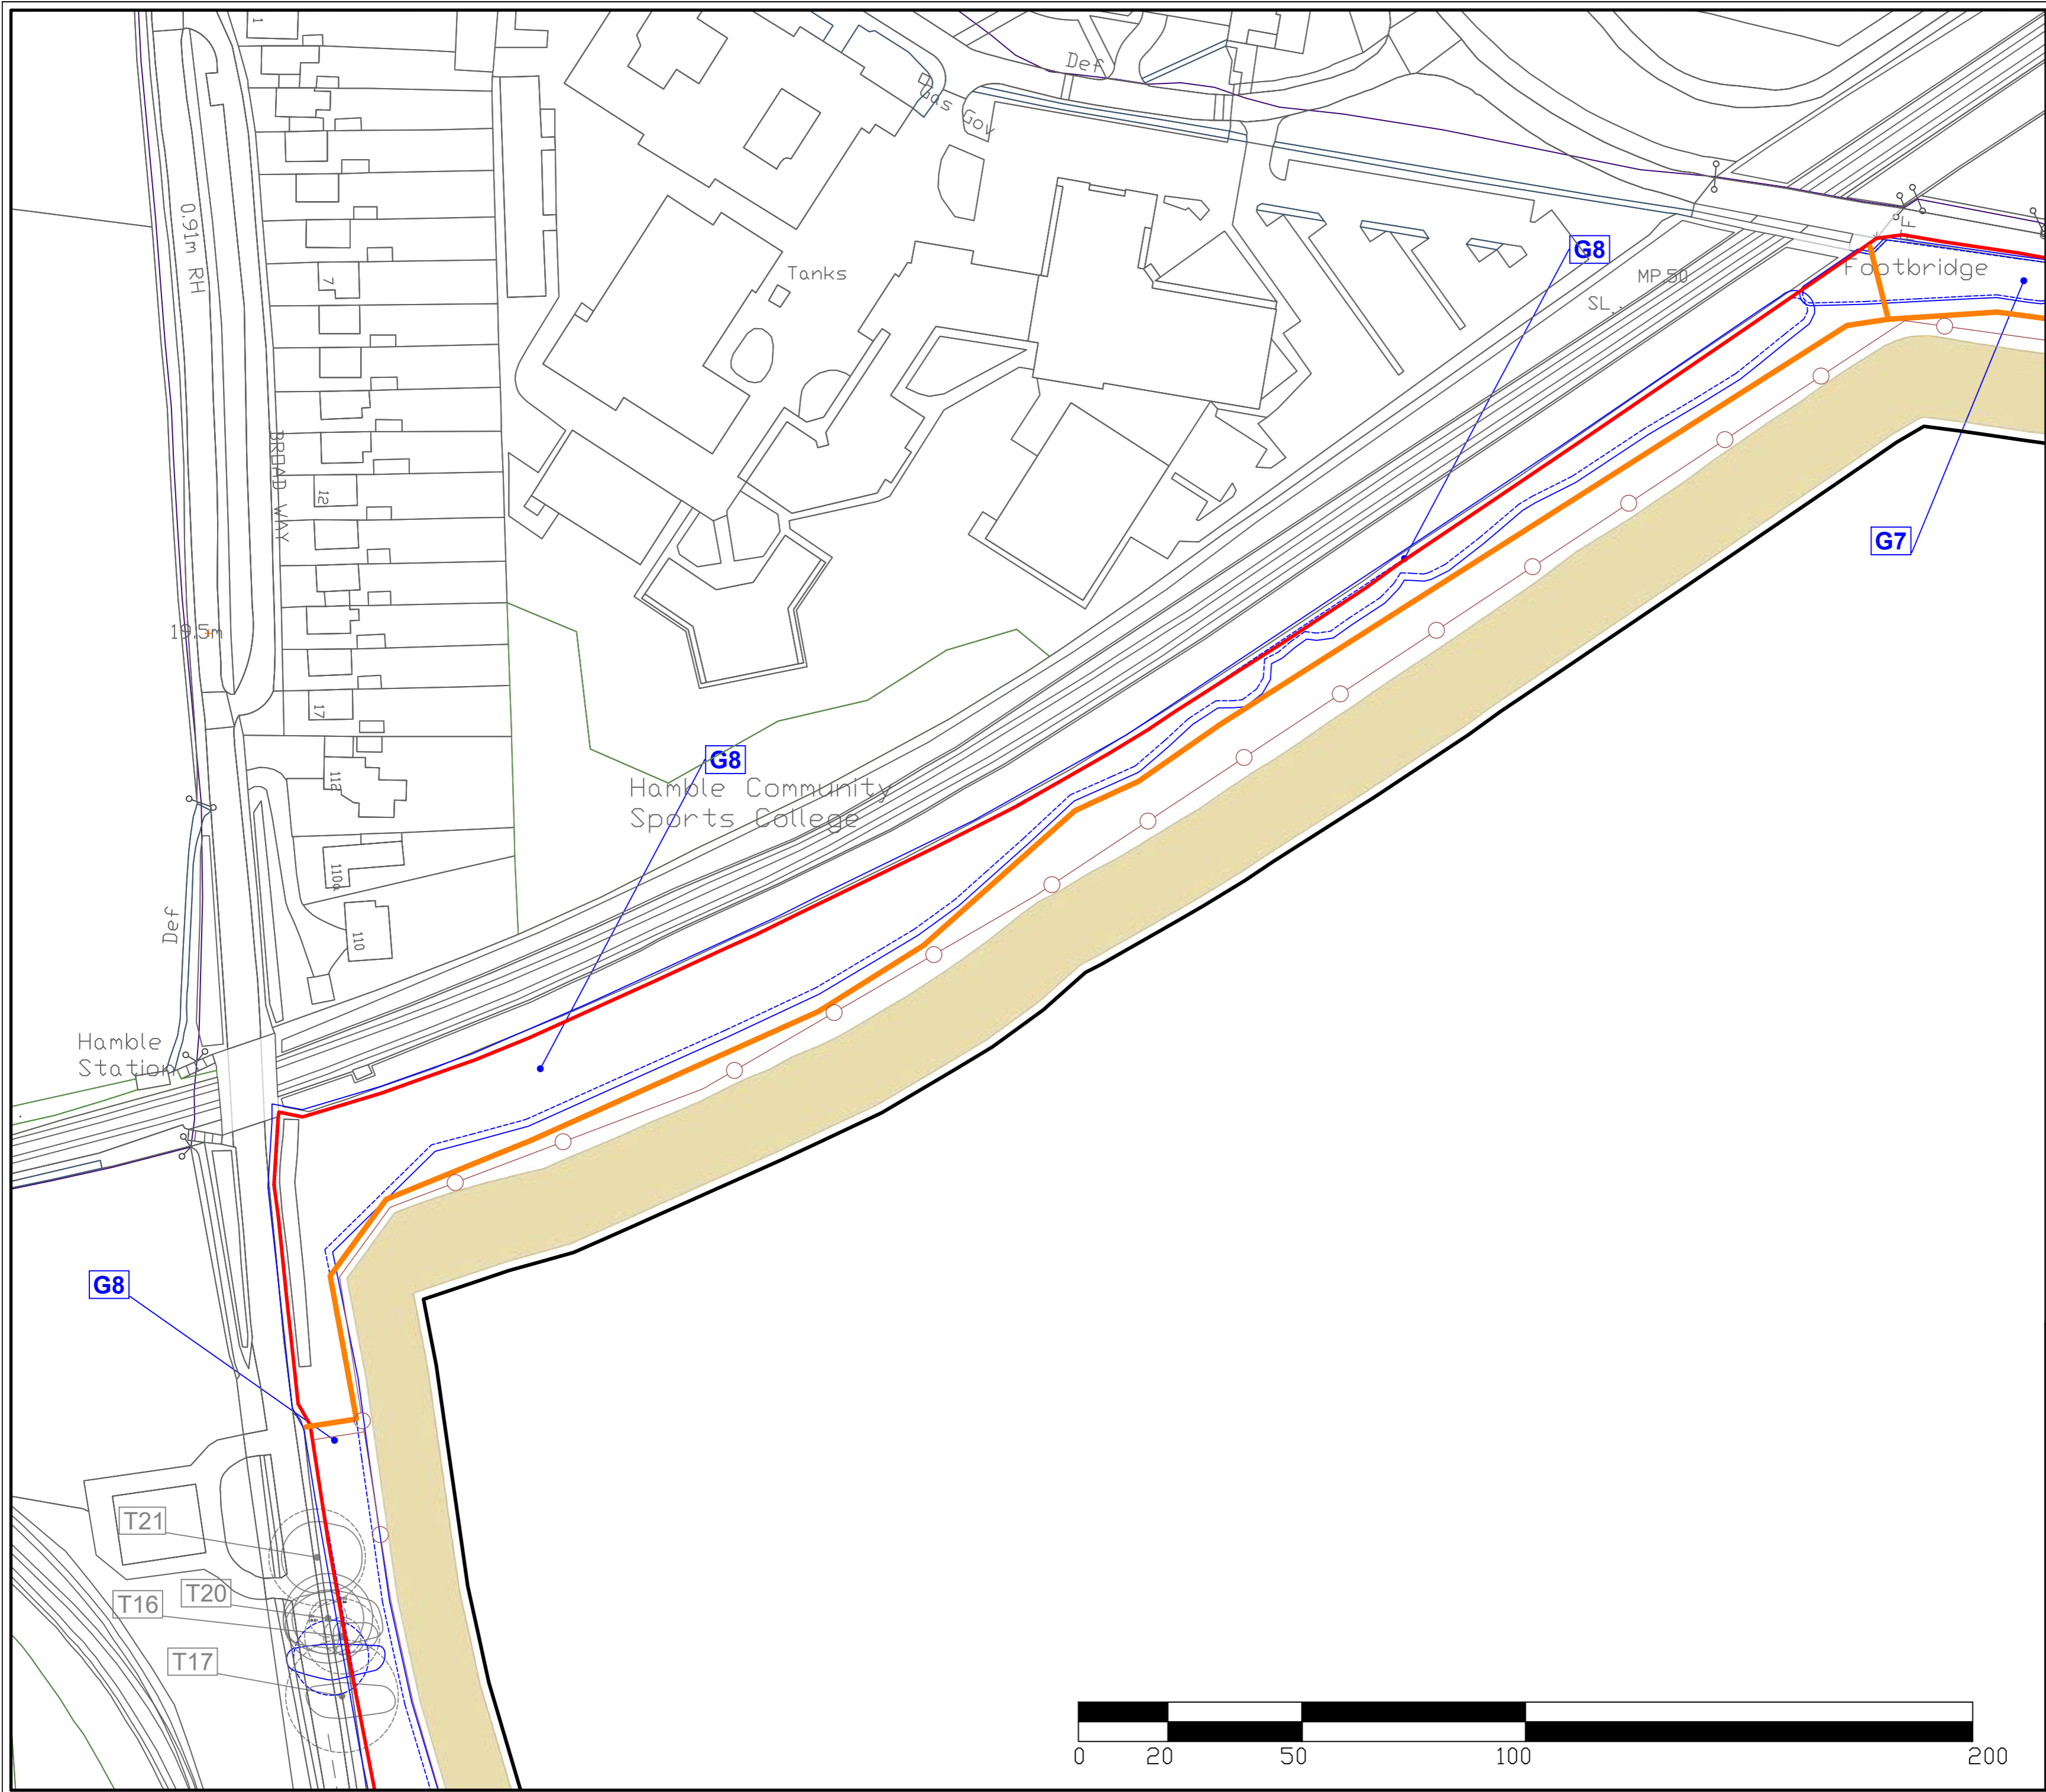 1
Def
Gas Gov
0.91m RH
G8
Tanks
7
MP 50
SL
Footbridge
BROAD WAY
12
G7
19.5m
17
G8
111a
Hamble Community
Sports College
110a
Def
110
Hamble
Station
G8
T21
T20
T16
T17
0 20 50 100 200